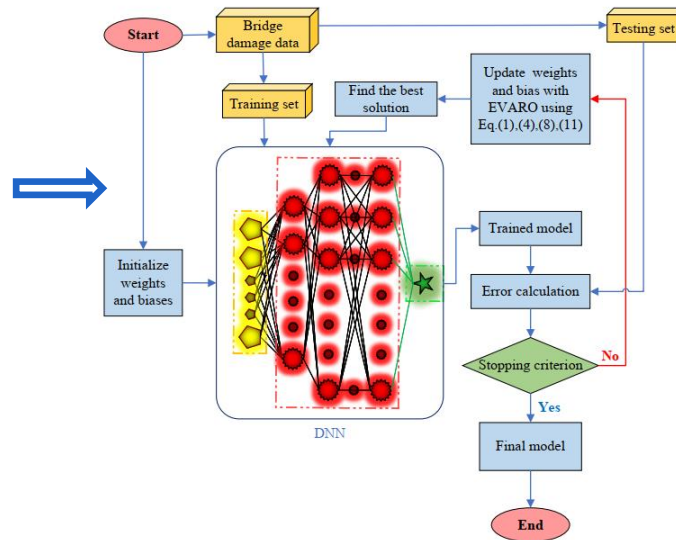 Start
Bridge
damage data
Testing set
Training set
Find the best
solution
Update weights
and bias with
EVARO using
Eq.(1),(4),(8),(11)
Initialize
weights
and biases
Trained model
Error calculation
Stopping criterion
No
Yes
DNN
Final model
End